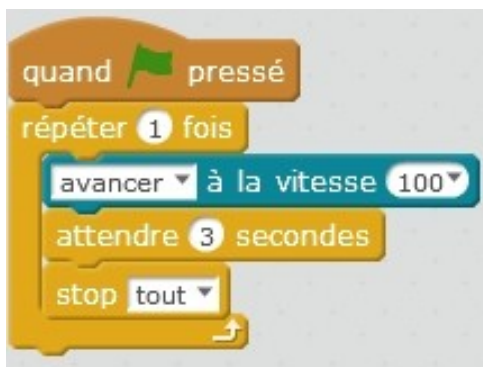 quand pressé
répéter 1 fois
avancer à la vitesse 100
attendre 3 secondes
stop tout